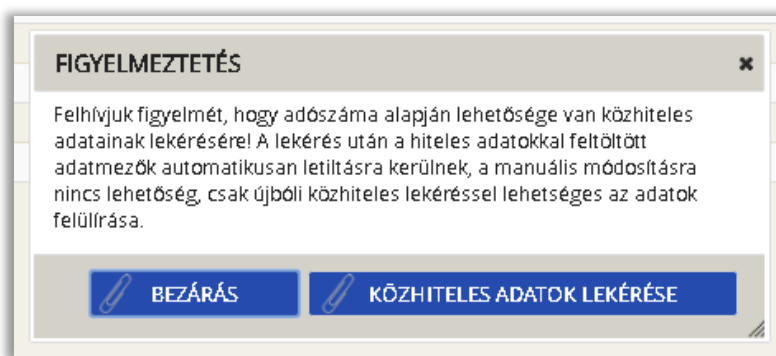 FIGYELMEZTETÉS
Felhívjuk figyelmét, hogy adószáma alapján lehetősége van közhiteles
adatainak lekérésére! A lekérés után a hiteles adatokkal feltöltött
adatmezők automatikusan letiltásra kerülnek, a manuális módosításra
nincs lehetőség, csak újbóli közhiteles lekéréssel lehetséges az adatok
felülírása.
BEZÁRÁS
KÖZHITELES ADATOK LEKÉRÉSE